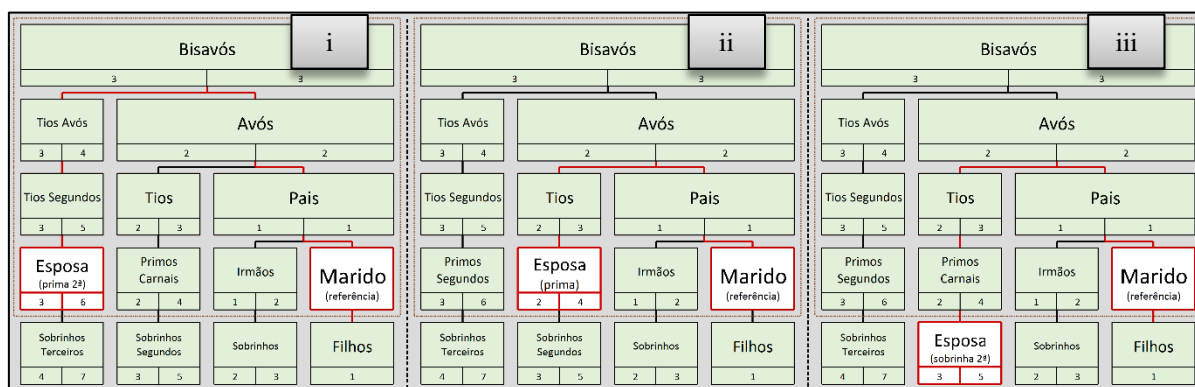 i
Bisavós
3 3
Tios Avós
3 4
Avós
2 2
Tios Segundos
3 5
Tios
2 3
Pais
1 1
Esposa
(prima 2ª)
3 6
Primos
Carnais
2 4
Irmãos
1 2
Marido
(referência)
Sobrinhos
Terceiros
4 7
Sobrinhos
Segundos
3 5
Sobrinhos
2 3
Filhos
1
ii
Bisavós
3 3
Tios Avós
3 4
Avós
2 2
Tios Segundos
3 5
Tios
2 3
Pais
1 1
Primos
Segundos
3 6
Esposa
(prima)
2 4
Irmãos
1 2
Marido
(referência)
Sobrinhos
Terceiros
4 7
Sobrinhos
Segundos
3 5
Sobrinhos
2 3
Filhos
1
iii
Bisavós
3 3
Tios Avós
3 4
Avós
2 2
Tios Segundos
3 5
Tios
2 3
Pais
1 1
Primos
Segundos
3 6
Primos
Carnais
2 4
Irmãos
1 2
Marido
(referência)
Sobrinhos
Terceiros
4 7
Esposa
(sobrinha 2ª)
3 5
Sobrinhos
2 3
Filhos
1